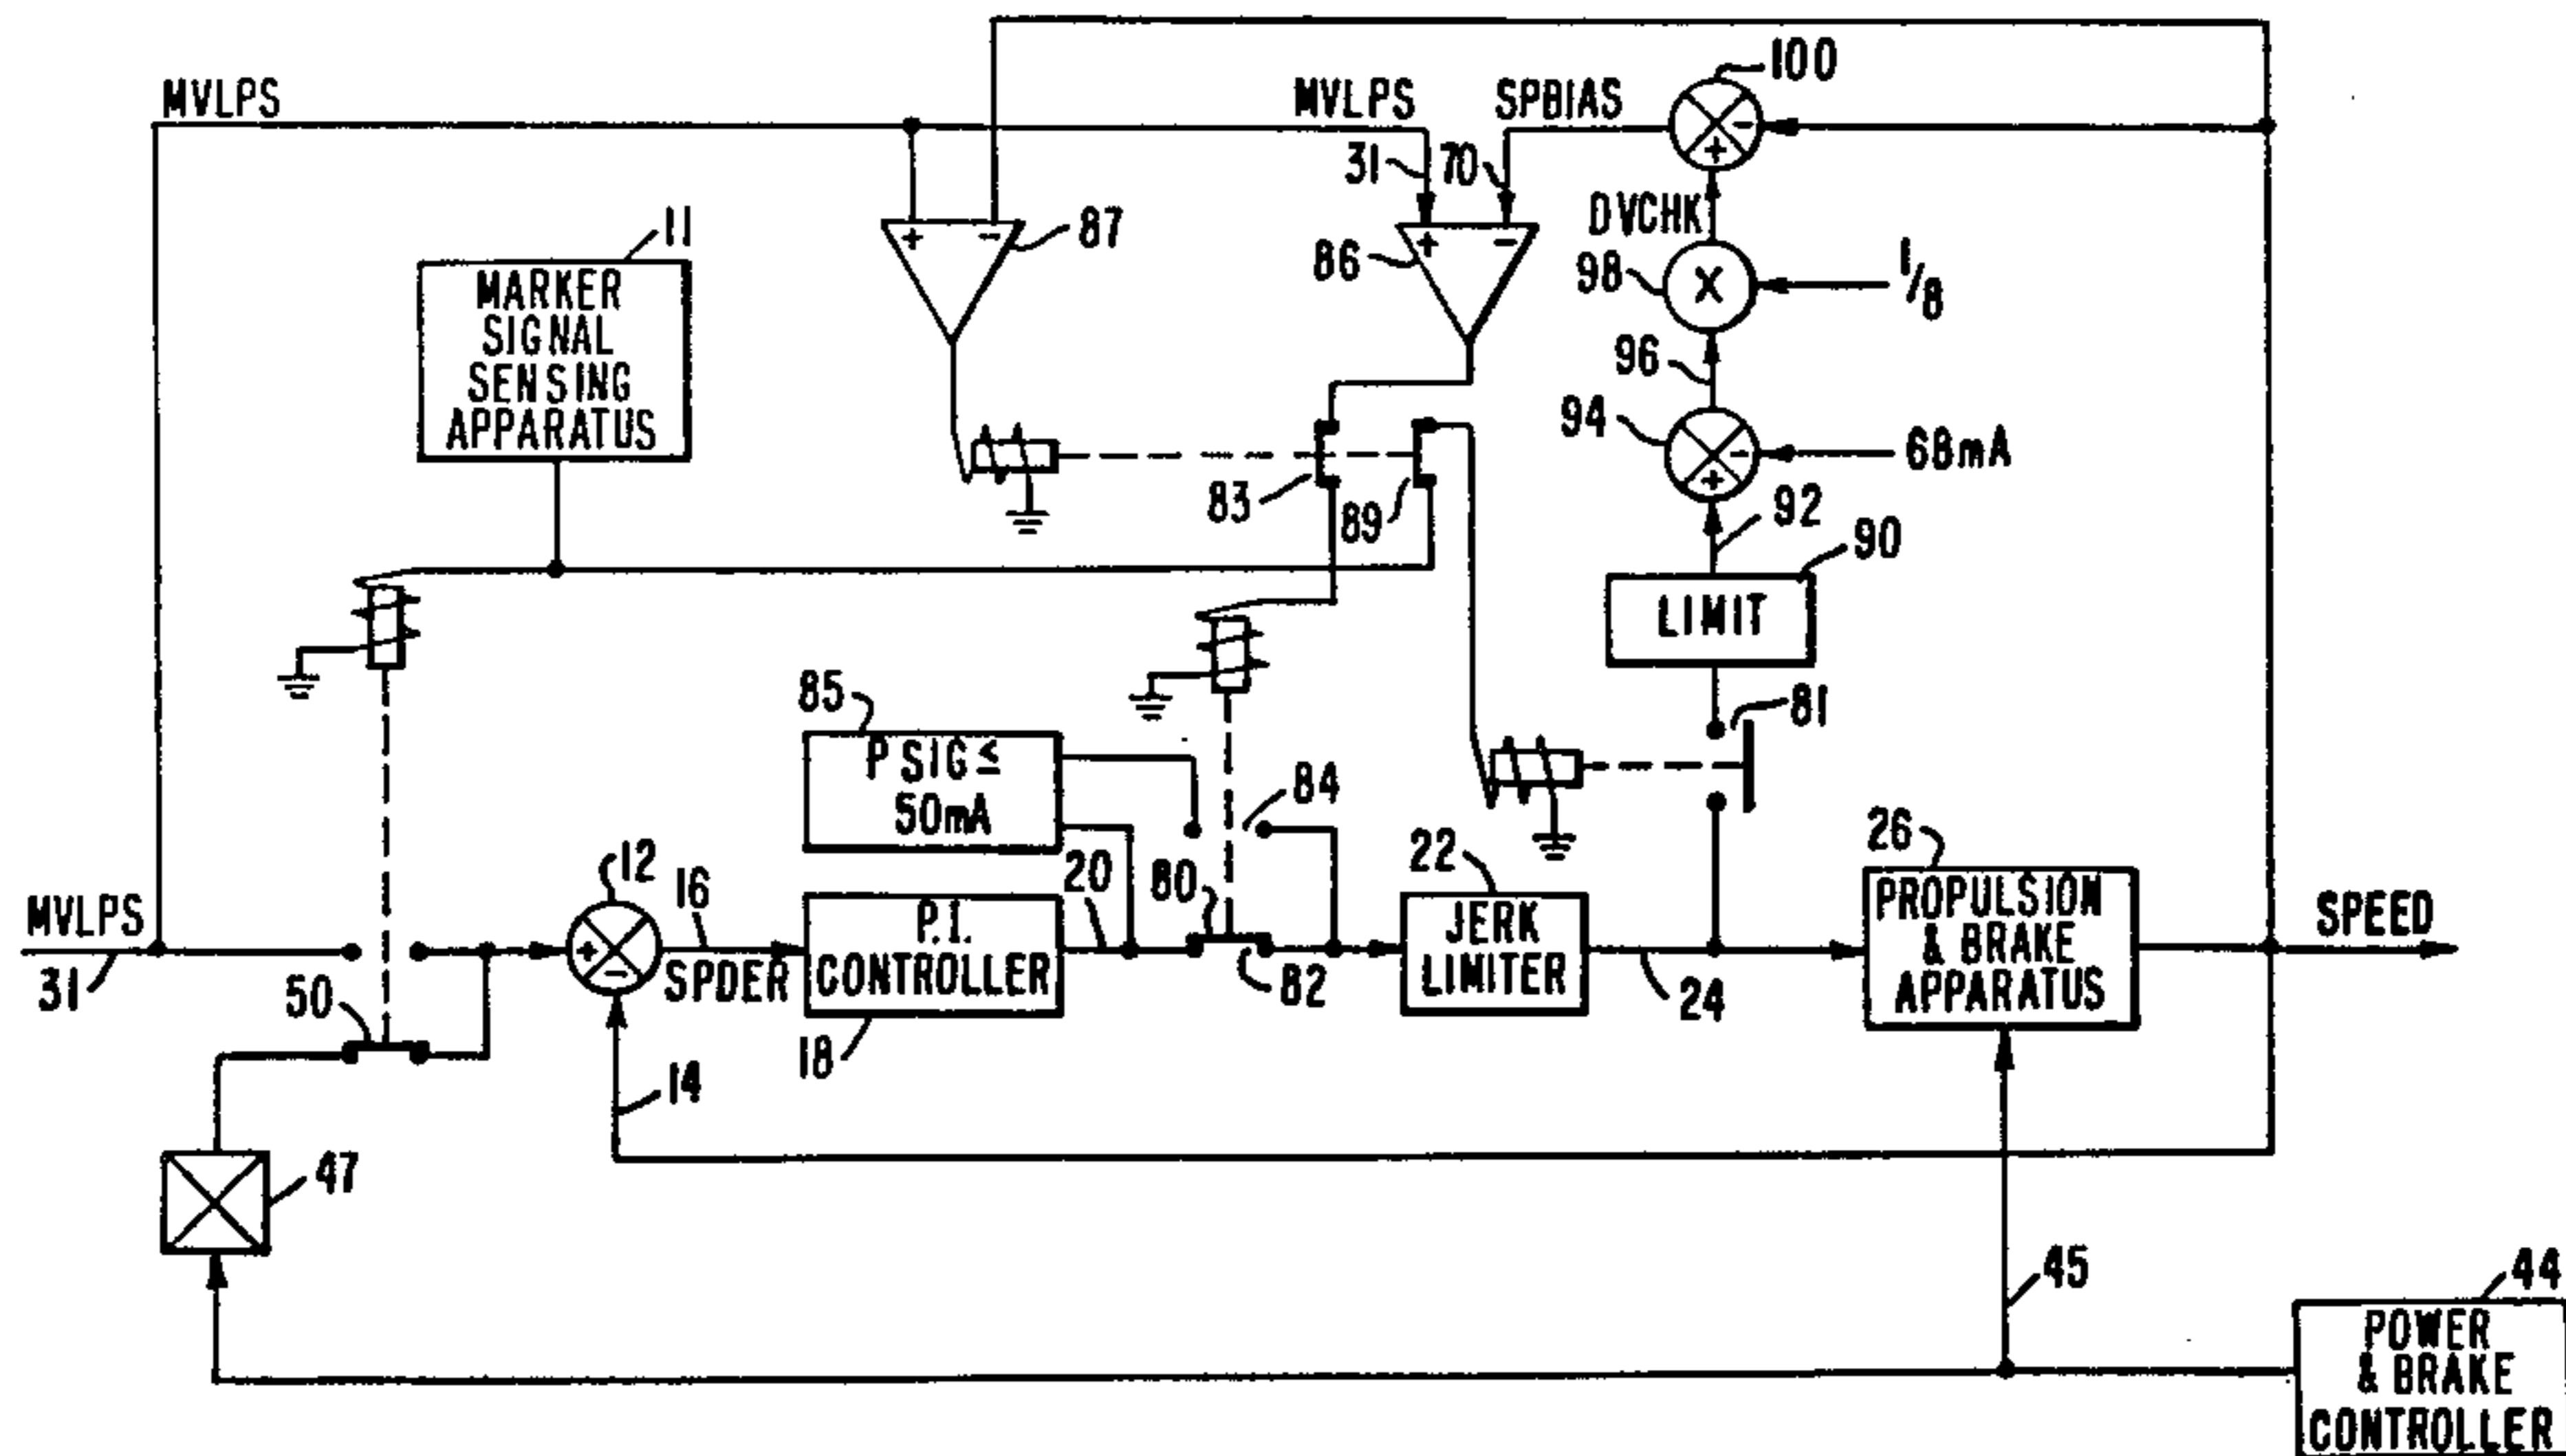 MVLPS
MVLPS
SPBIAS
100
31
70
11
87
86
DVCHK
98
X
1/8
MARKER
SIGNAL
SENSING
APPARATUS
96
94
68mA
83
89
92
90
LIMIT
85
P SIG ≤
50mA
84
81
12
16
20
80
22
26
MVLPS
31
50
SPDER
P.I.
CONTROLLER
18
82
JERK
LIMITER
24
PROPULSION
& BRAKE
APPARATUS
SPEED
14
47
45
44
POWER
& BRAKE
CONTROLLER